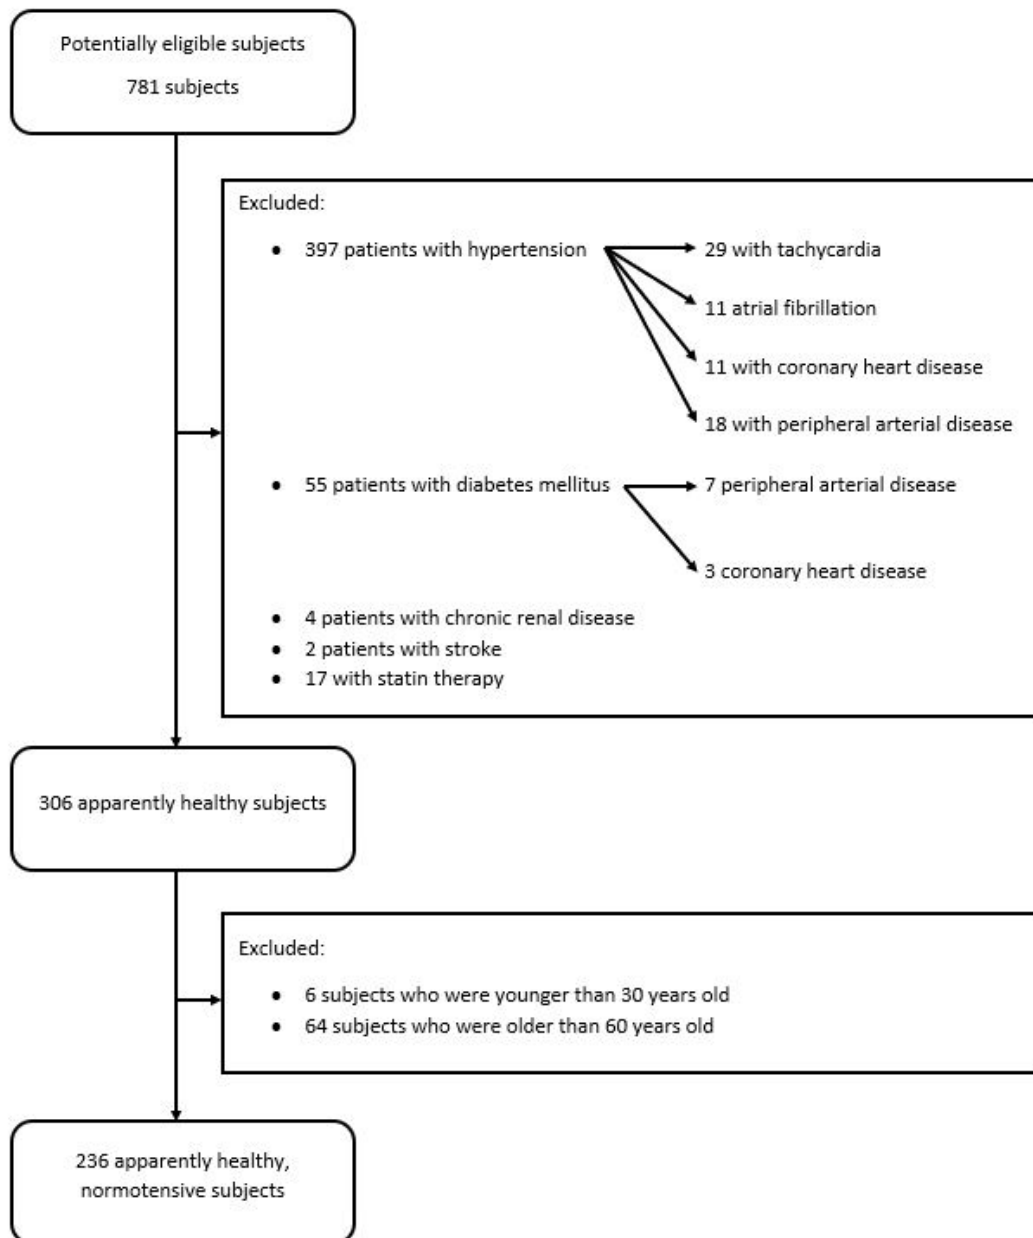 Potentially eligible subjects
781 subjects
Excluded:
• 397 patients with hypertension
29 with tachycardia
11 atrial fibrillation
11 with coronary heart disease
18 with peripheral arterial disease
• 55 patients with diabetes mellitus
7 peripheral arterial disease
3 coronary heart disease
• 4 patients with chronic renal disease
• 2 patients with stroke
• 17 with statin therapy
306 apparently healthy subjects
Excluded:
• 6 subjects who were younger than 30 years old
• 64 subjects who were older than 60 years old
236 apparently healthy,
normotensive subjects